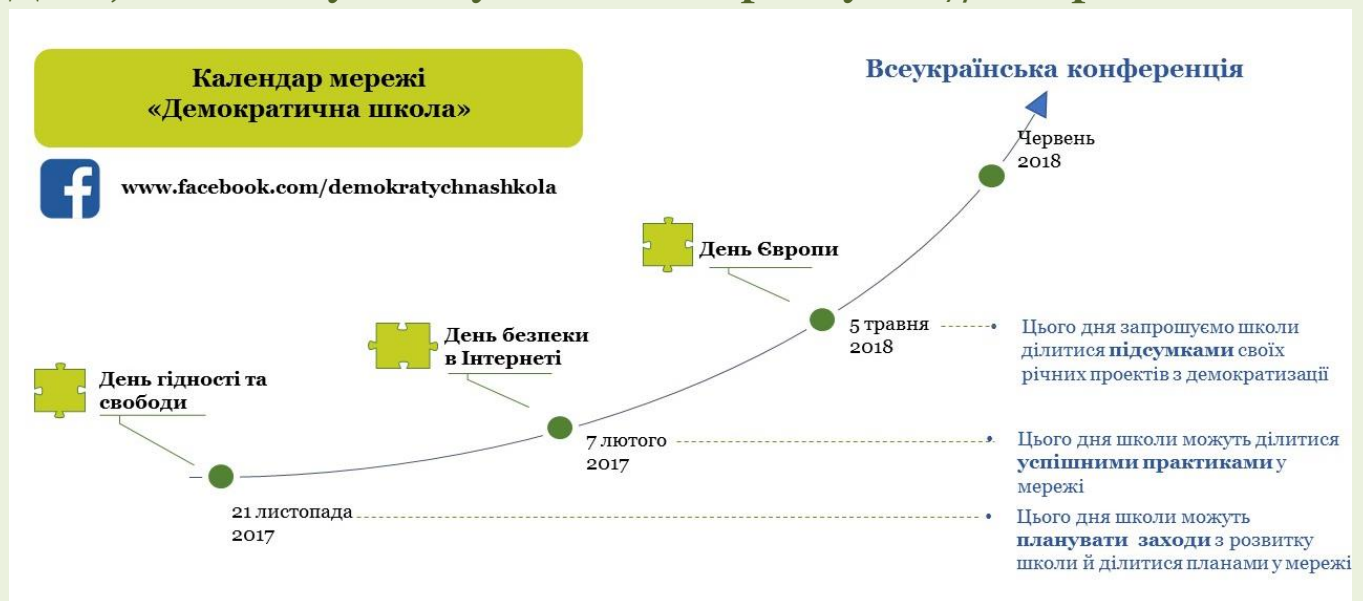 Календар мережі
«Демократична школа»
www.facebook.com/demokratychnashkola
Всеукраїнська конференція
Червень
2018
День Європи
5 травня
2018
Цього дня запрошуємо школи
ділитися підсумками своїх
річних проектів з демократизації
День безпеки
в Інтернеті
7 лютого
2017
Цього дня школи можуть ділитися
успішними практиками у
мережі
День гідності та
свободи
21 листопада
2017
Цього дня школи можуть
планувати заходи з розвитку
школи й ділитися планами у мережі